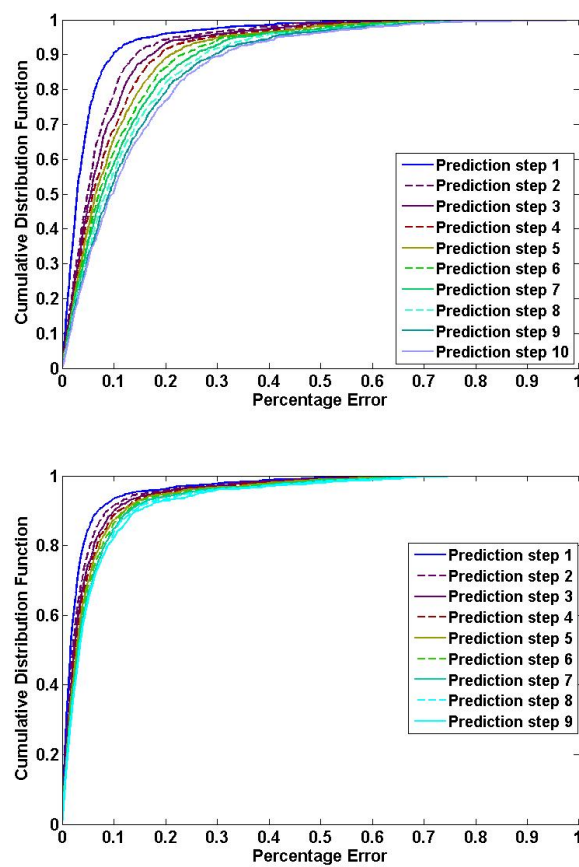 1
0.9
0.8
0.7
0.6
0.5
0.4
0.3
0.2
0.1
0
Cumulative Distribution Function
Prediction step 1
Prediction step 2
Prediction step 3
Prediction step 4
Prediction step 5
Prediction step 6
Prediction step 7
Prediction step 8
Prediction step 9
Prediction step 10
0 0.1 0.2 0.3 0.4 0.5 0.6 0.7 0.8 0.9 1
Percentage Error
1
0.8
0.6
0.4
0.2
0
Cumulative Distribution Function
Prediction step 1
Prediction step 2
Prediction step 3
Prediction step 4
Prediction step 5
Prediction step 6
Prediction step 7
Prediction step 8
Prediction step 9
0 0.1 0.2 0.3 0.4 0.5 0.6 0.7 0.8 0.9 1
Percentage Error